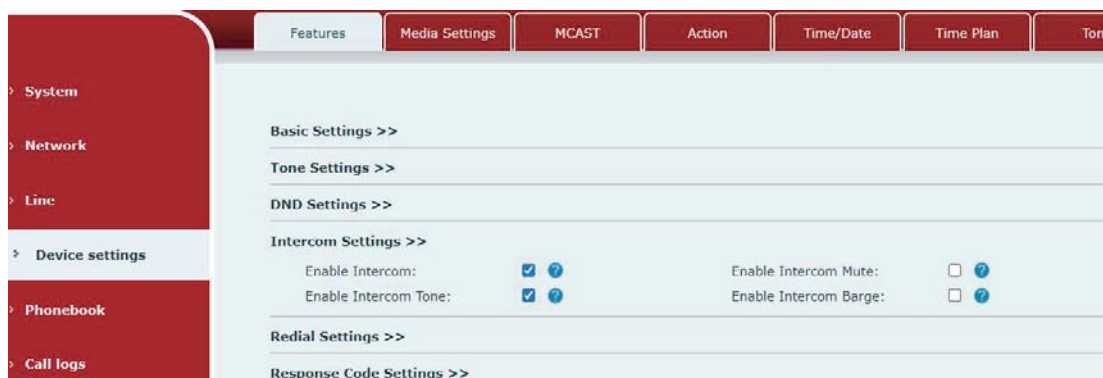 Features Media Settings MCAST Action Time/Date Time Plan
System
Network
Line
Device settings
Phonebook
Call logs
Basic Settings >>
Tone Settings >>
DND Settings >>
Intercom Settings >>
Enable Intercom: Enable Intercom Mute:
Enable Intercom Tone: Enable Intercom Barge:
Redial Settings >>
Response Code Settings >>